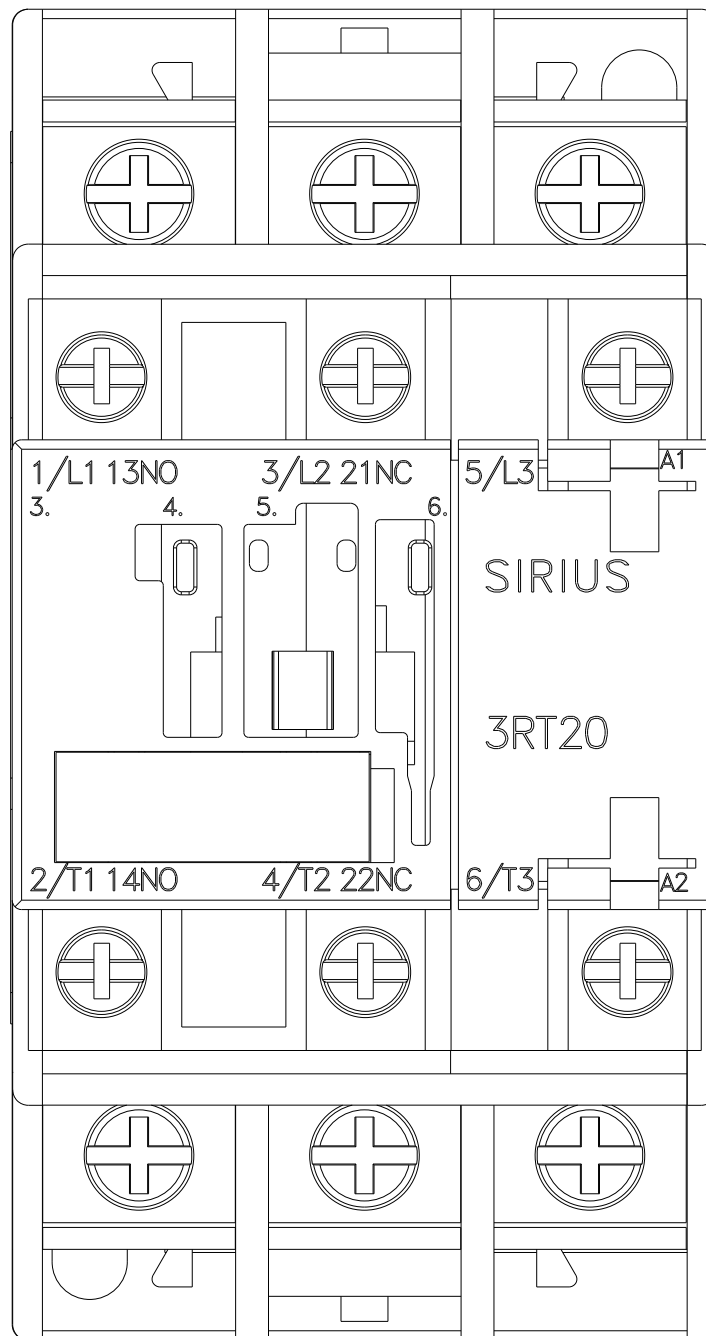 1/L1 13NO 3/L2 21NC 5/L3 A1
3. 4. 5. 6.
SIRIUS
3RT20
2/T1 14NO 4/T2 22NC 6/T3 A2